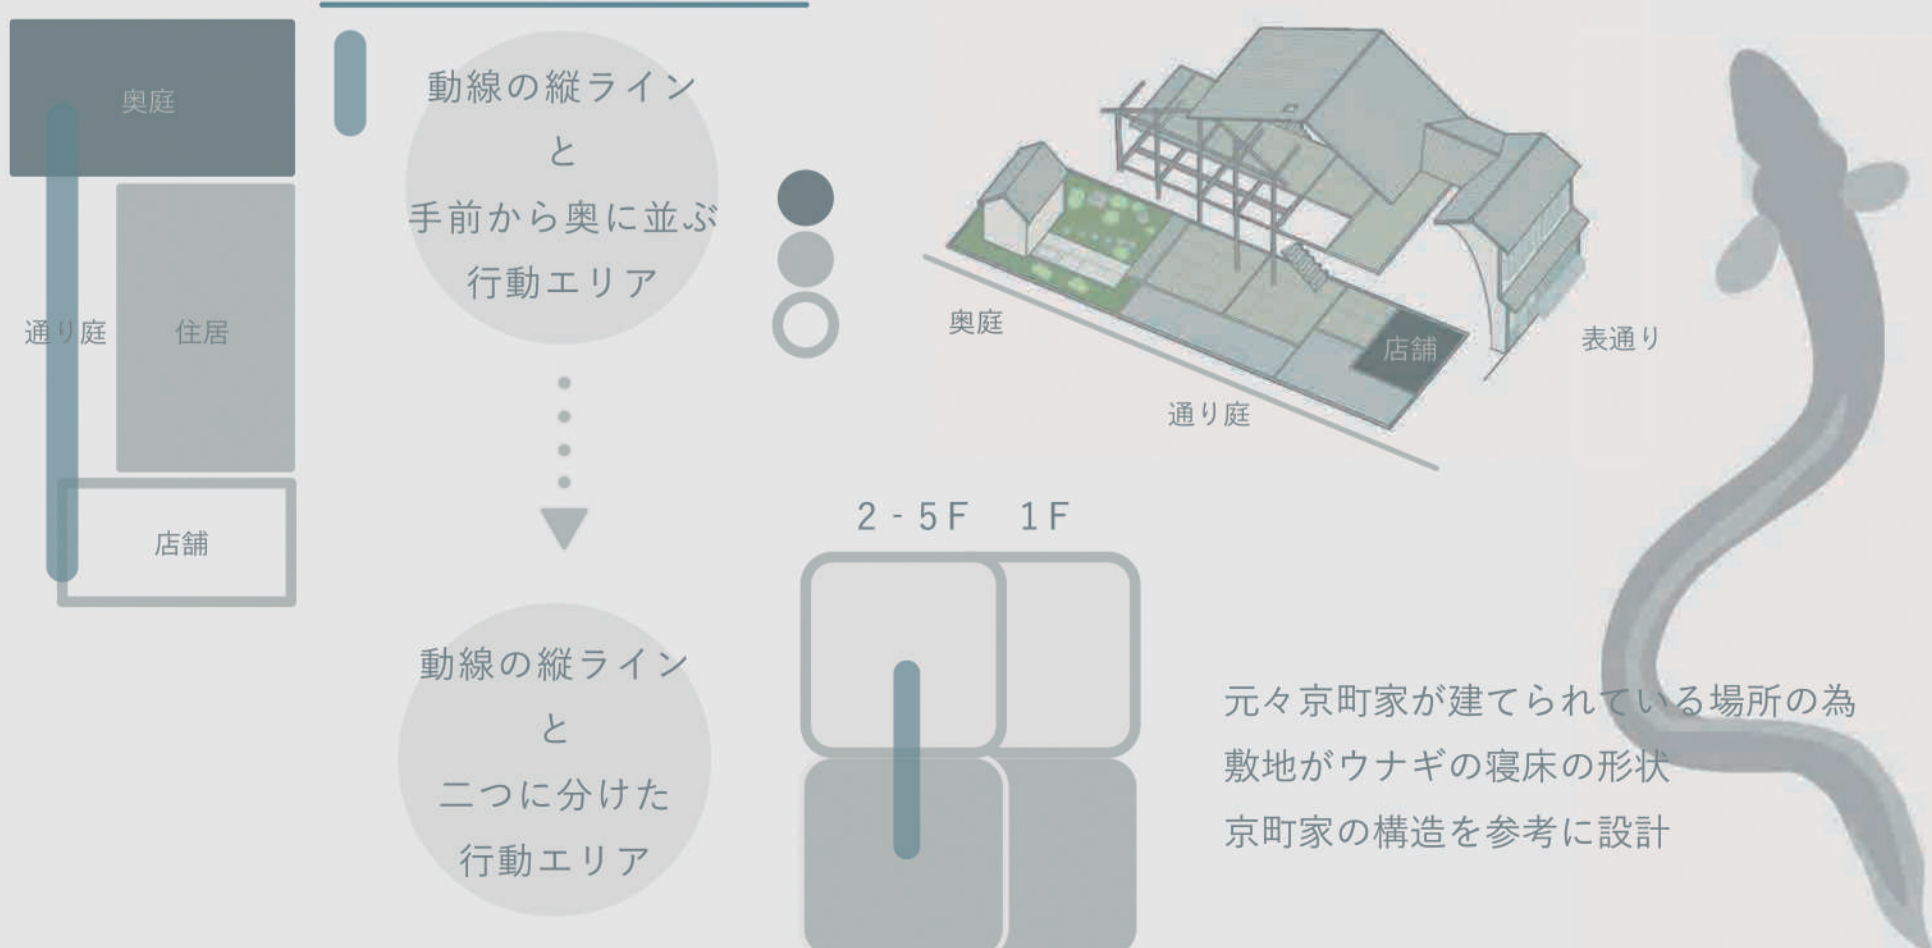 奥庭
通り庭
住居
店舗
動線の縦ライン
と
手前から奥に並ぶ
行動エリア
奥庭
通り庭
店舗
表通り
動線の縦ライン
と
二つに分けた
行動エリア
2-5F 1F
元々京町家が建てられている場所の為
敷地がウナギの寝床の形状
京町家の構造を参考に設計